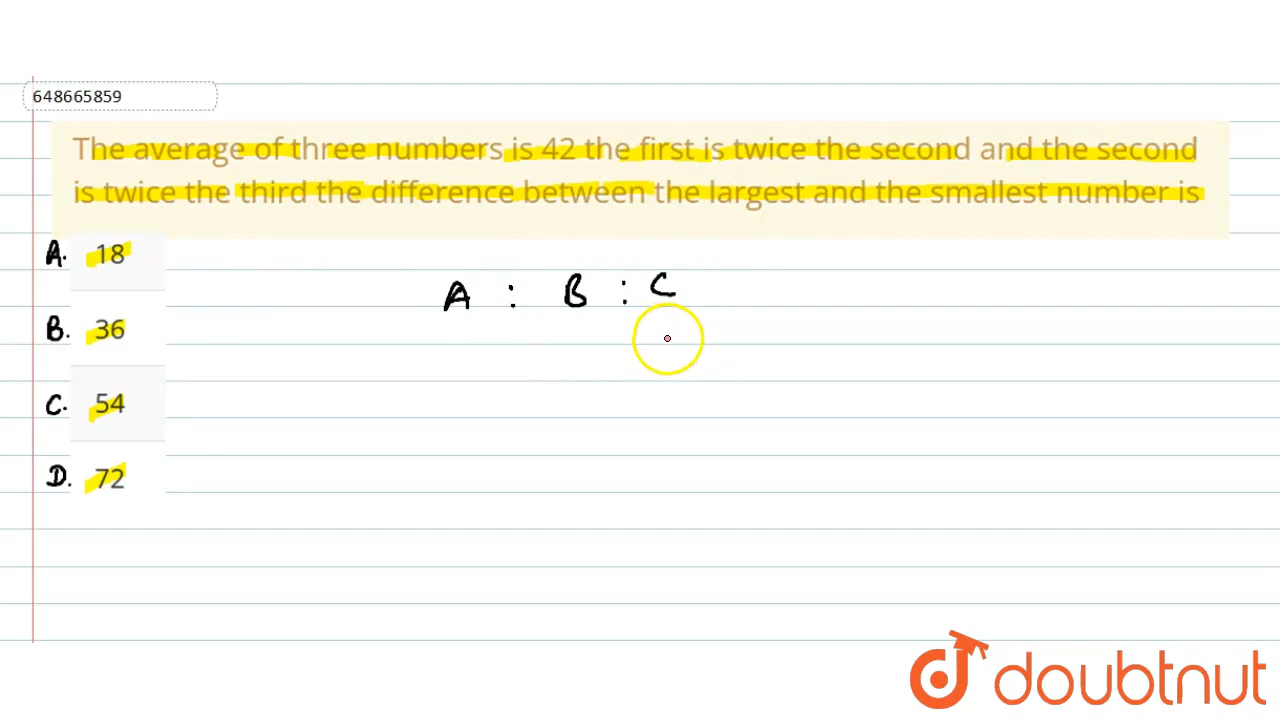 648665859
The average of three numbers is 42 the first is twice the second and the second
is twice the third the difference between the largest and the smallest number is
A. 18
A : B : C
B. 36
C. 54
D. 72
doubtnut